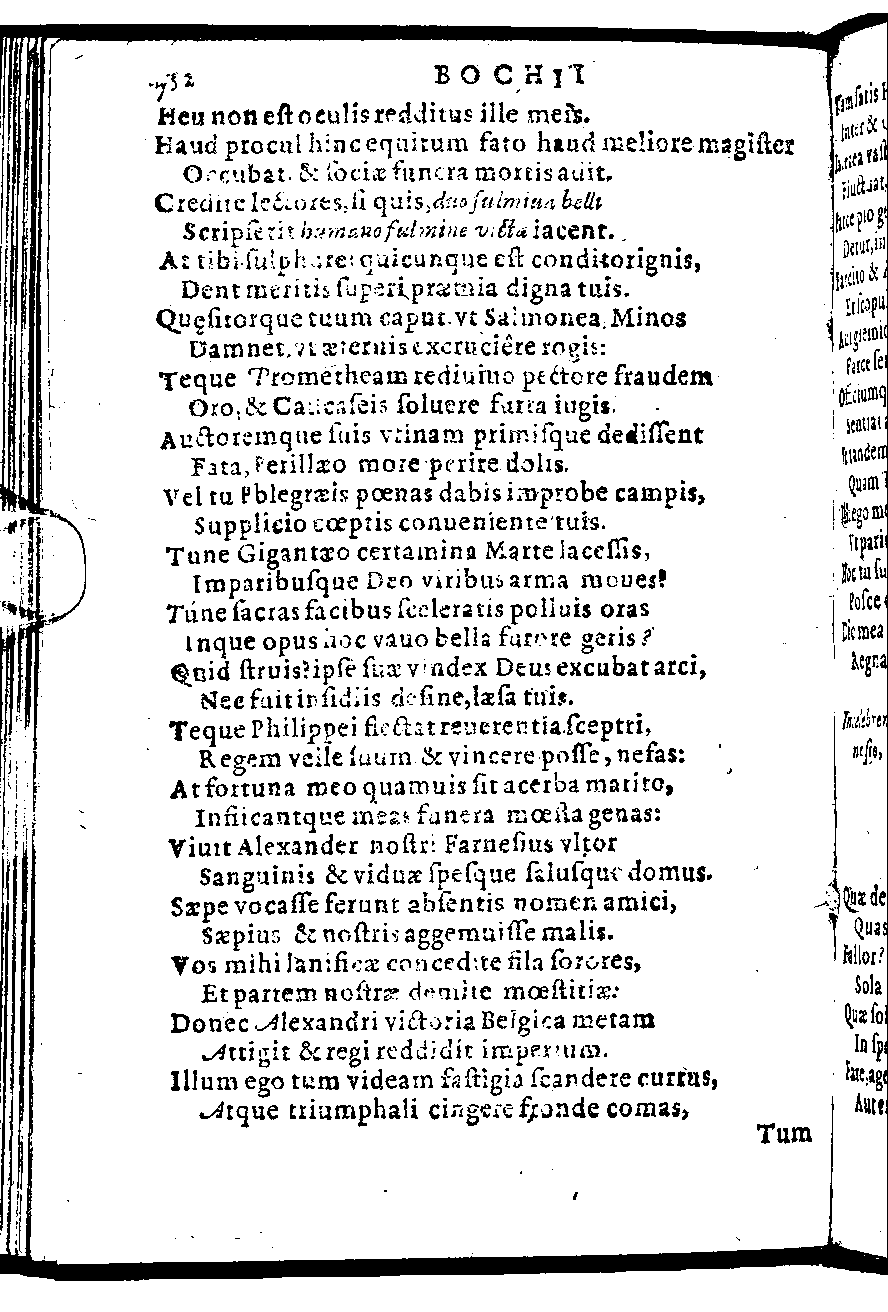 732
BOCHII
Heu non est oculis redditus ille meis.
Haud procul hinc equitum fato haud meliore magister
Occubat, & sociæ funera mortis adit.
Credite lectores, si quis, duo fulmina belli
Scripserit humano fulmine victa iacent.
At tibi sulphurei quicunque est conditor ignis,
Dent meritis superi præmia digna tuis.
Quęsitorque tuum caput, vt Salmonea, Minos
Damnet, vt æternis excruciêre rogis:
Teque Prometheam rediuiuo pectore fraudem
Oro, & Caucaseis soluere furta iugis.
Auctoremque suis vtinam primisque dedissent
Fata, Perillæo more perire dolis.
Vel tu Phlegræis pœnas dabis improbe campis,
Supplicio cœptis conueniente tuis.
Tune Gigantæo certamina Marte lacessis,
Imparibusque Deo viribus arma moues?
Tune sacras facibus sceleratis polluis oras
Inque opus hoc vano bella furore geris?
Quid struis? ipse suæ vindex Deus excubat arci,
Nec fuit insidiis desine, læsa tuis.
Teque Philippei flectat reuerentia sceptri,
Regem velle suum & vincere posse, nefas:
At fortuna meo quamuis sit acerba marito,
Inficantque meas funera mœsta genas:
Viuit Alexander nostri Farnesius vltor
Sanguinis & viduæ spesque salusque domus.
Sæpe vocasse ferunt absentis nomen amici,
Sæpius & nostris aggemuisse malis.
Vos mihi lanificæ concedite fila sorores,
Et partem nostræ demite mœstitiæ:
Donec Alexandri victoria Belgica metam
Attigit & regi reddidit imperium.
Illum ego tum videam fastigia scandere currus,
Atque triumphali cingere fronde comas,
Tum